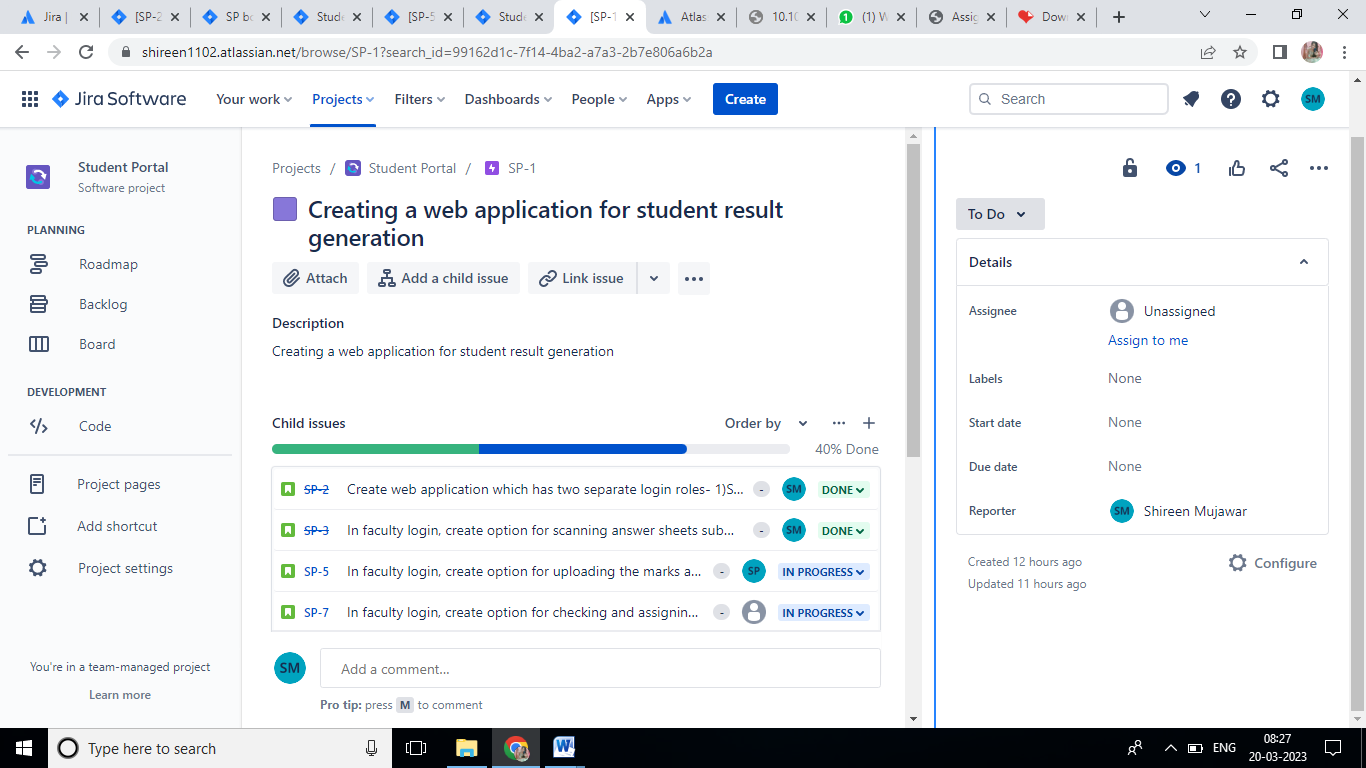 Jira |
[SP-2
SP bo
Stude
[SP-5
Stude
[SP-1
Atlas
10.10
(1) W
Assig
Dow
shireen1102.atlassian.net/browse/SP-1?search_id=99162d1c-7f14-4ba2-a7a3-2b7e806a6b2a
Jira Software
Your work
Projects
Filters
Dashboards
People
Apps
Create
Search
SM
Student Portal
Software project
PLANNING
Roadmap
Backlog
Board
DEVELOPMENT
Code
Project pages
Add shortcut
Project settings
You're in a team-managed project
Learn more
Projects / Student Portal / SP-1
Creating a web application for student result
generation
Attach
Add a child issue
Link issue
Description
Creating a web application for student result generation
Child issues
Order by
40% Done
SP-2 Create web application which has two separate login roles- 1)S... - SM DONE
SP-3 In faculty login, create option for scanning answer sheets sub... - SM DONE
SP-5 In faculty login, create option for uploading the marks a... - SP IN PROGRESS
SP-7 In faculty login, create option for checking and assignin... - IN PROGRESS
SM
Add a comment...
Pro tip: press M to comment
1
To Do
Details
Assignee
Unassigned
Assign to me
Labels
None
Start date
None
Due date
None
Reporter
SM Shireen Mujawar
Created 12 hours ago
Updated 11 hours ago
Configure
Type here to search
ENG
08:27
20-03-2023